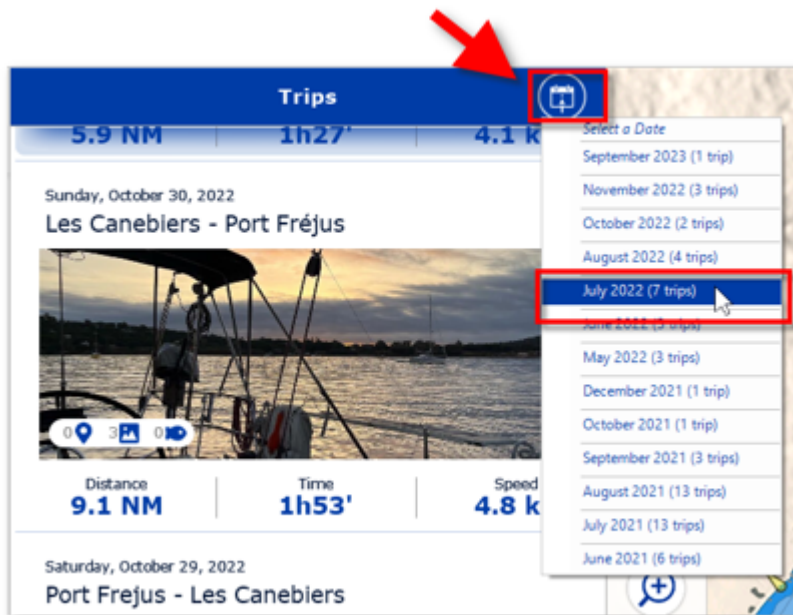 Trips
5.9 NM 1h27' 4.1 k
Sunday, October 30, 2022
Les Canebiers - Port Fréjus
0 3 0
Distance Time Speed
9.1 NM 1h53' 4.8 k
Saturday, October 29, 2022
Port Frejus - Les Canebiers
Select a Date
September 2023 (1 trip)
November 2022 (3 trips)
October 2022 (2 trips)
August 2022 (4 trips)
July 2022 (7 trips)
June 2022 ( trips)
May 2022 (3 trips)
December 2021 (1 trip)
October 2021 (1 trip)
September 2021 (3 trips)
August 2021 (13 trips)
July 2021 (13 trips)
June 2021 (6 trips)